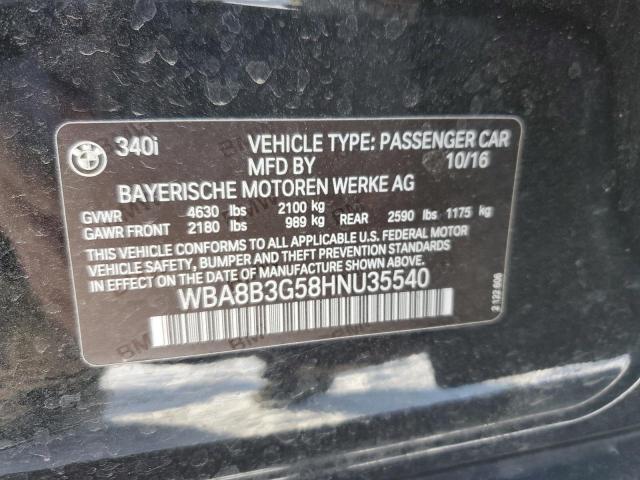 340i VEHICLE TYPE: PASSENGER CAR
MFD BY 10/16
BAYERISCHE MOTOREN WERKE AG
GVWR 4630 lbs 2100 kg
GAWR FRONT 2180 lbs 989 kg REAR 2590 lbs 1175 kg
THIS VEHICLE CONFORMS TO ALL APPLICABLE U.S. FEDERAL MOTOR
VEHICLE SAFETY, BUMPER, AND THEFT PREVENTION STANDARDS
IN EFFECT ON THE DATE OF MANUFACTURE SHOWN ABOVE.
WBA8B3G58HNU35540